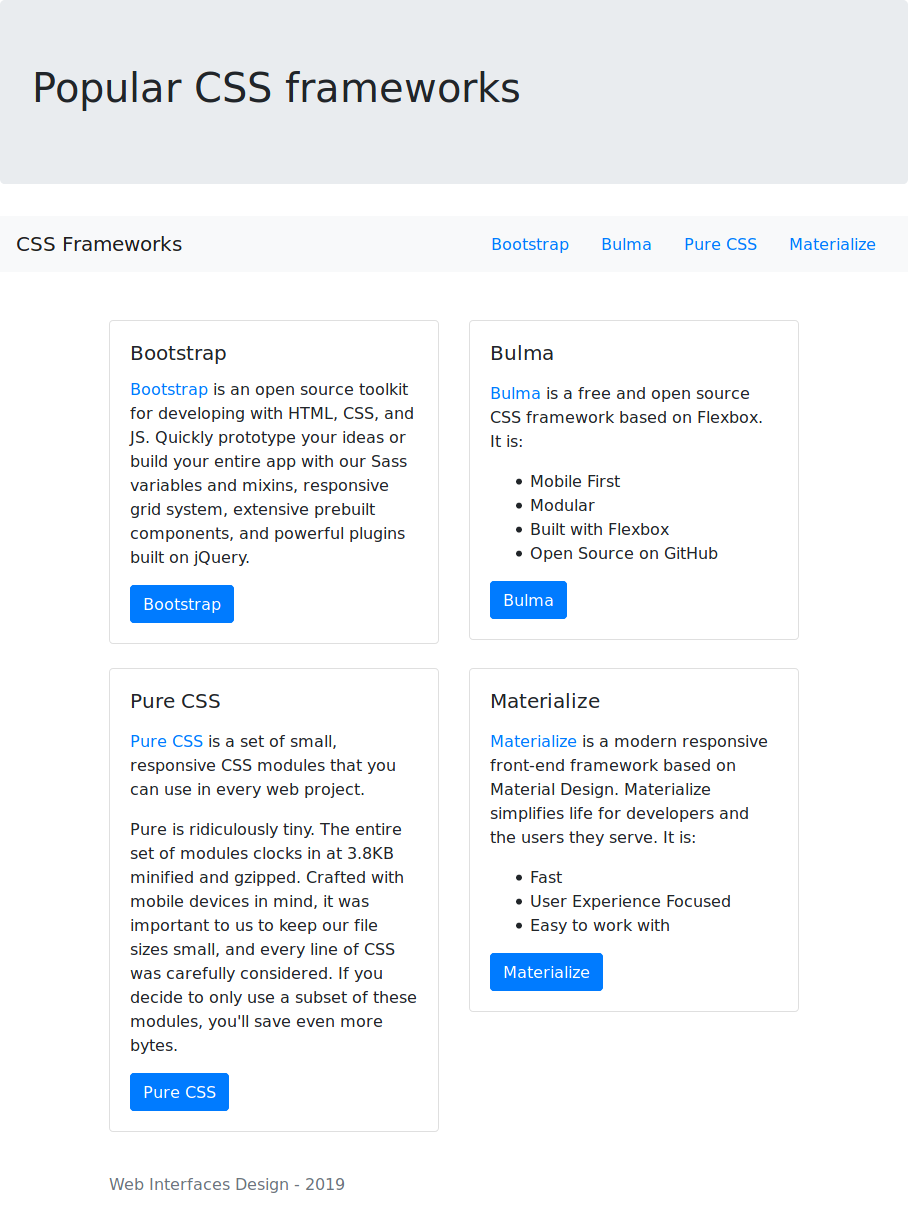 Popular CSS frameworks
CSS Frameworks
Bootstrap
Bulma
Pure CSS
Materialize
Bootstrap
Bootstrap is an open source toolkit
for developing with HTML, CSS, and
JS. Quickly prototype your ideas or
build your entire app with our Sass
variables and mixins, responsive
grid system, extensive prebuilt
components, and powerful plugins
built on jQuery.
Bootstrap
Bulma
Bulma is a free and open source
CSS framework based on Flexbox.
It is:
• Mobile First
• Modular
• Built with Flexbox
• Open Source on GitHub
Bulma
Pure CSS
Pure CSS is a set of small,
responsive CSS modules that you
can use in every web project.
Pure is ridiculously tiny. The entire
set of modules clocks in at 3.8KB
minified and gzipped. Crafted with
mobile devices in mind, it was
important to us to keep our file
sizes small, and every line of CSS
was carefully considered. If you
decide to only use a subset of these
modules, you'll save even more
bytes.
Pure CSS
Materialize
Materialize is a modern responsive
front-end framework based on
Material Design. Materialize
simplifies life for developers and
the users they serve. It is:
• Fast
• User Experience Focused
• Easy to work with
Materialize
Web Interfaces Design - 2019